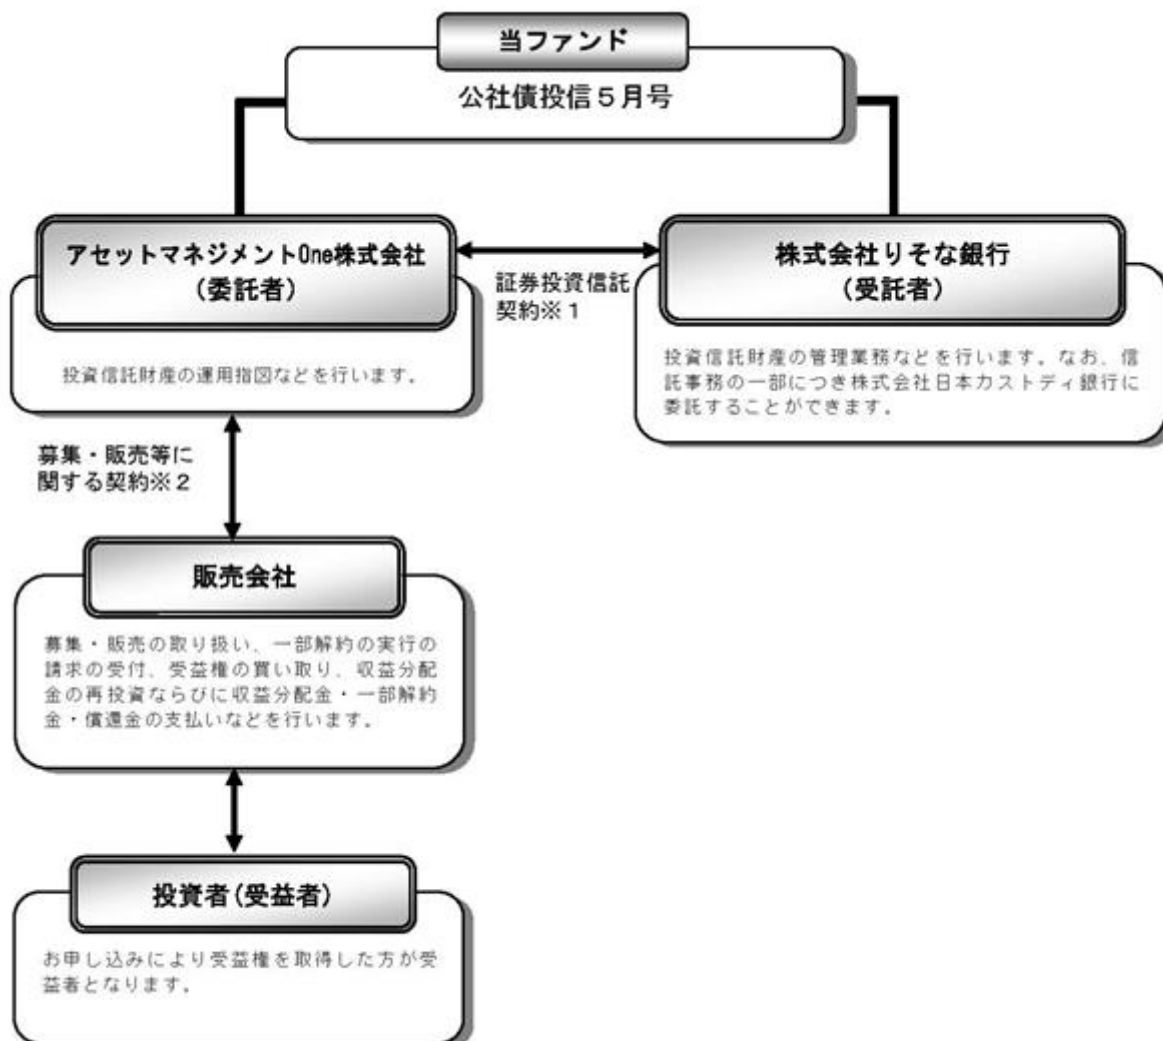 当ファンド
公社債投信５月号
アセットマネジメントOne株式会社
（委託者）
投資信託財産の運用指図などを行います。
証券投資信託
契約※１
株式会社りそな銀行
（受託者）
投資信託財産の管理業務などを行います。なお、信
託事務の一部につき株式会社日本カストディ銀行に
委託することができます。
募集・販売等に
関する契約※２
販売会社
募集・販売の取り扱い、一部解約の実行の
請求の受付、受益権の買い取り、収益分配
金の再投資ならびに収益分配金・一部解約
金・償還金の支払いなどを行います。
投資者(受益者)
お申し込みにより受益権を取得した方が受
益者となります。